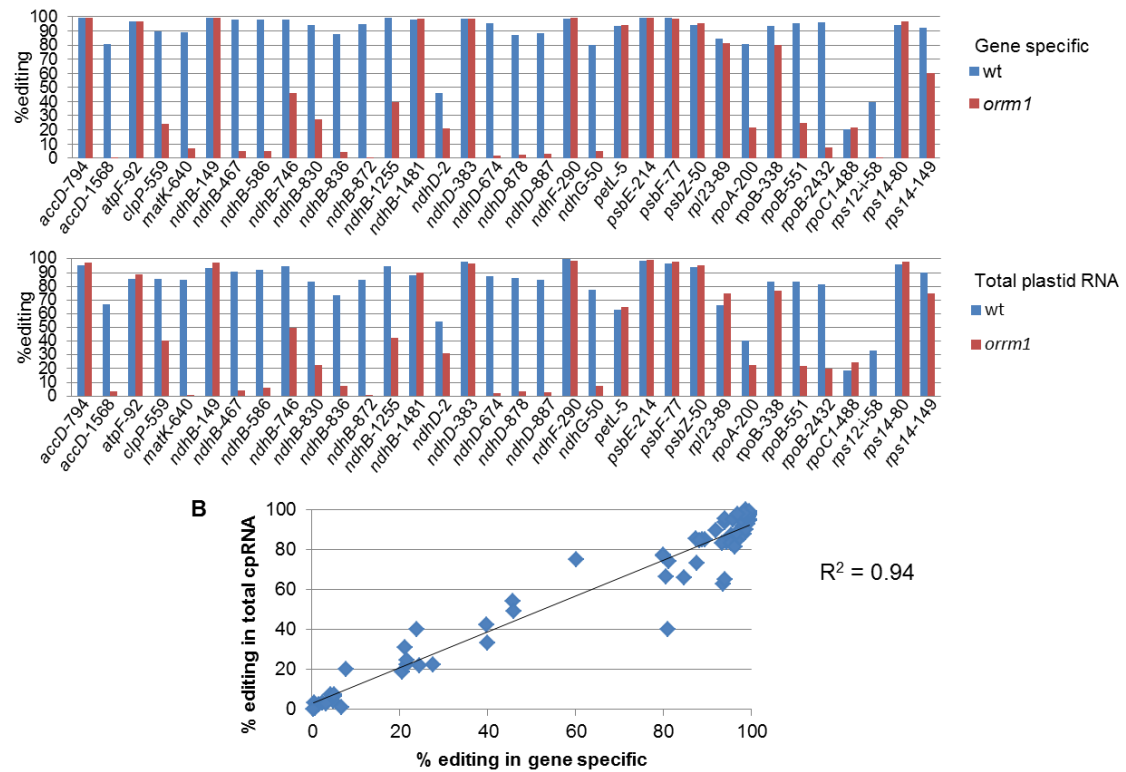 %editing
100
90
80
70
60
50
40
30
20
10
0
accD-794
accD-1568
atpF-92
clpP-559
matK-640
ndhB-149
ndhB-467
ndhB-586
ndhB-746
ndhB-830
ndhB-836
ndhB-872
ndhB-1255
ndhB-1481
ndhD-2
ndhD-383
ndhD-674
ndhD-878
ndhD-887
ndhF-290
ndhG-50
petL-5
psbE-214
psbF-77
psbZ-50
rpl23-89
rpoA-200
rpoB-338
rpoB-551
rpoB-2432
rpoC1-488
rps12-i-58
rps14-80
rps14-149
Gene specific
wt
orrm1
%editing
100
90
80
70
60
50
40
30
20
10
0
accD-794
accD-1568
atpF-92
clpP-559
matK-640
ndhB-149
ndhB-467
ndhB-586
ndhB-746
ndhB-830
ndhB-836
ndhB-872
ndhB-1255
ndhB-1481
ndhD-2
ndhD-383
ndhD-674
ndhD-878
ndhD-887
ndhF-290
ndhG-50
petL-5
psbE-214
psbF-77
psbZ-50
rpl23-89
rpoA-200
rpoB-338
rpoB-551
rpoB-2432
rpoC1-488
rps12-i-58
rps14-80
rps14-149
Total plastid RNA
wt
orrm1
B
% editing in total cpRNA
100
80
60
40
20
0
0 20 40 60 80 100
% editing in gene specific
R² = 0.94